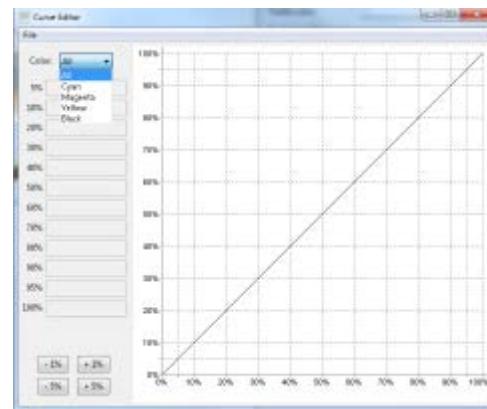 Curve Editor
File
Color: All
All
Cyan
Magenta
Yellow
Black
5%
10%
20%
30%
40%
50%
60%
70%
80%
90%
95%
100%
- 1% + 1%
- 5% + 5%
100%
90%
80%
70%
60%
50%
40%
30%
20%
10%
0%
0% 10% 20% 30% 40% 50% 60% 70% 80% 90% 100%